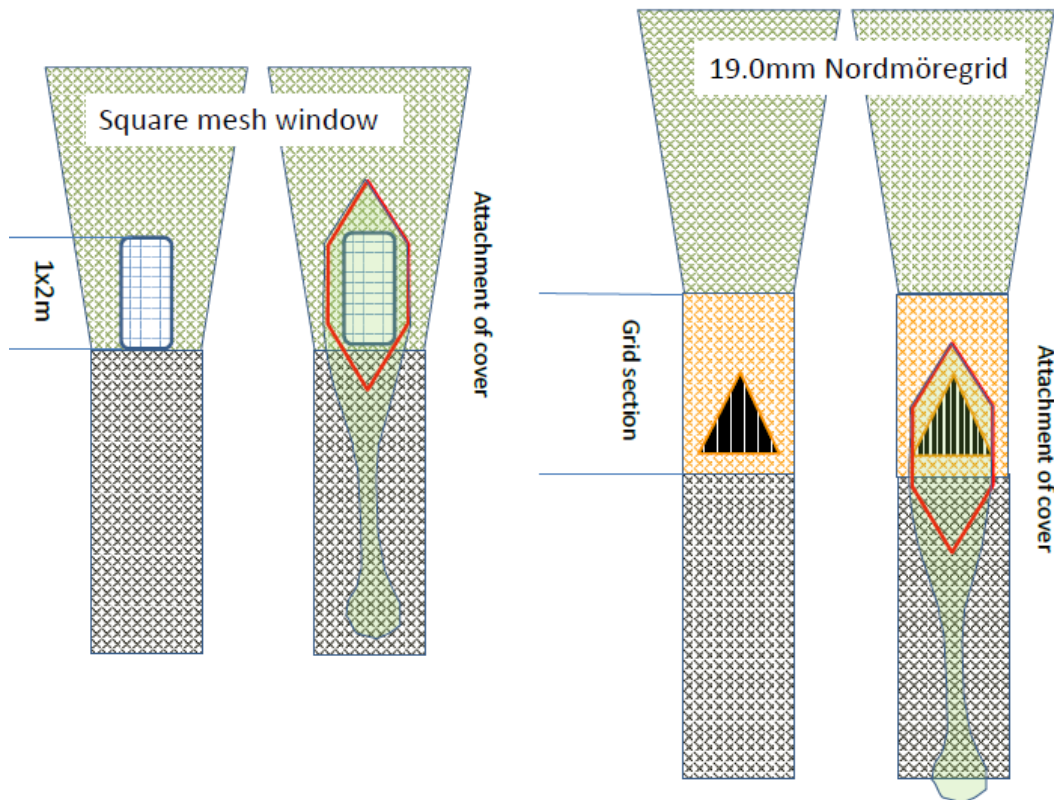 Square mesh window
1x2m
Attachment of cover
19.0mm Nordmöregrid
Grid section
Attachment of cover